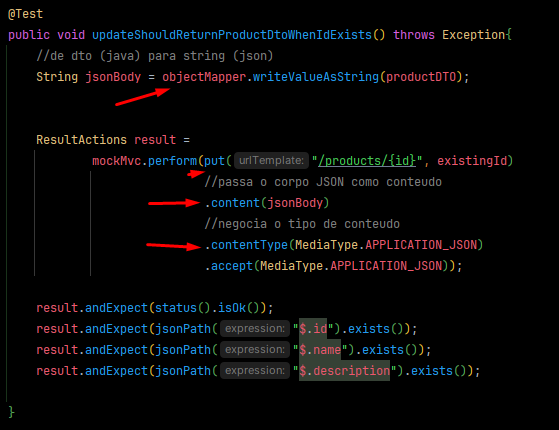 @Test
public void updateShouldReturnProductDtoWhenIdExists() throws Exception{
//de dto (java) para string (json)
String jsonBody = objectMapper.writeValueAsString(productDTO);
ResultActions result =
mockMvc.perform(put( urlTemplate: "/products/{id}", existingId)
//passa o corpo JSON como conteudo
.content(jsonBody)
//negocia o tipo de conteudo
.contentType(MediaType.APPLICATION_JSON)
.accept(MediaType.APPLICATION_JSON));
result.andExpect(status().isOk());
result.andExpect(jsonPath( expression: "$.id").exists());
result.andExpect(jsonPath( expression: "$.name").exists());
result.andExpect(jsonPath( expression: "$.description").exists());
}